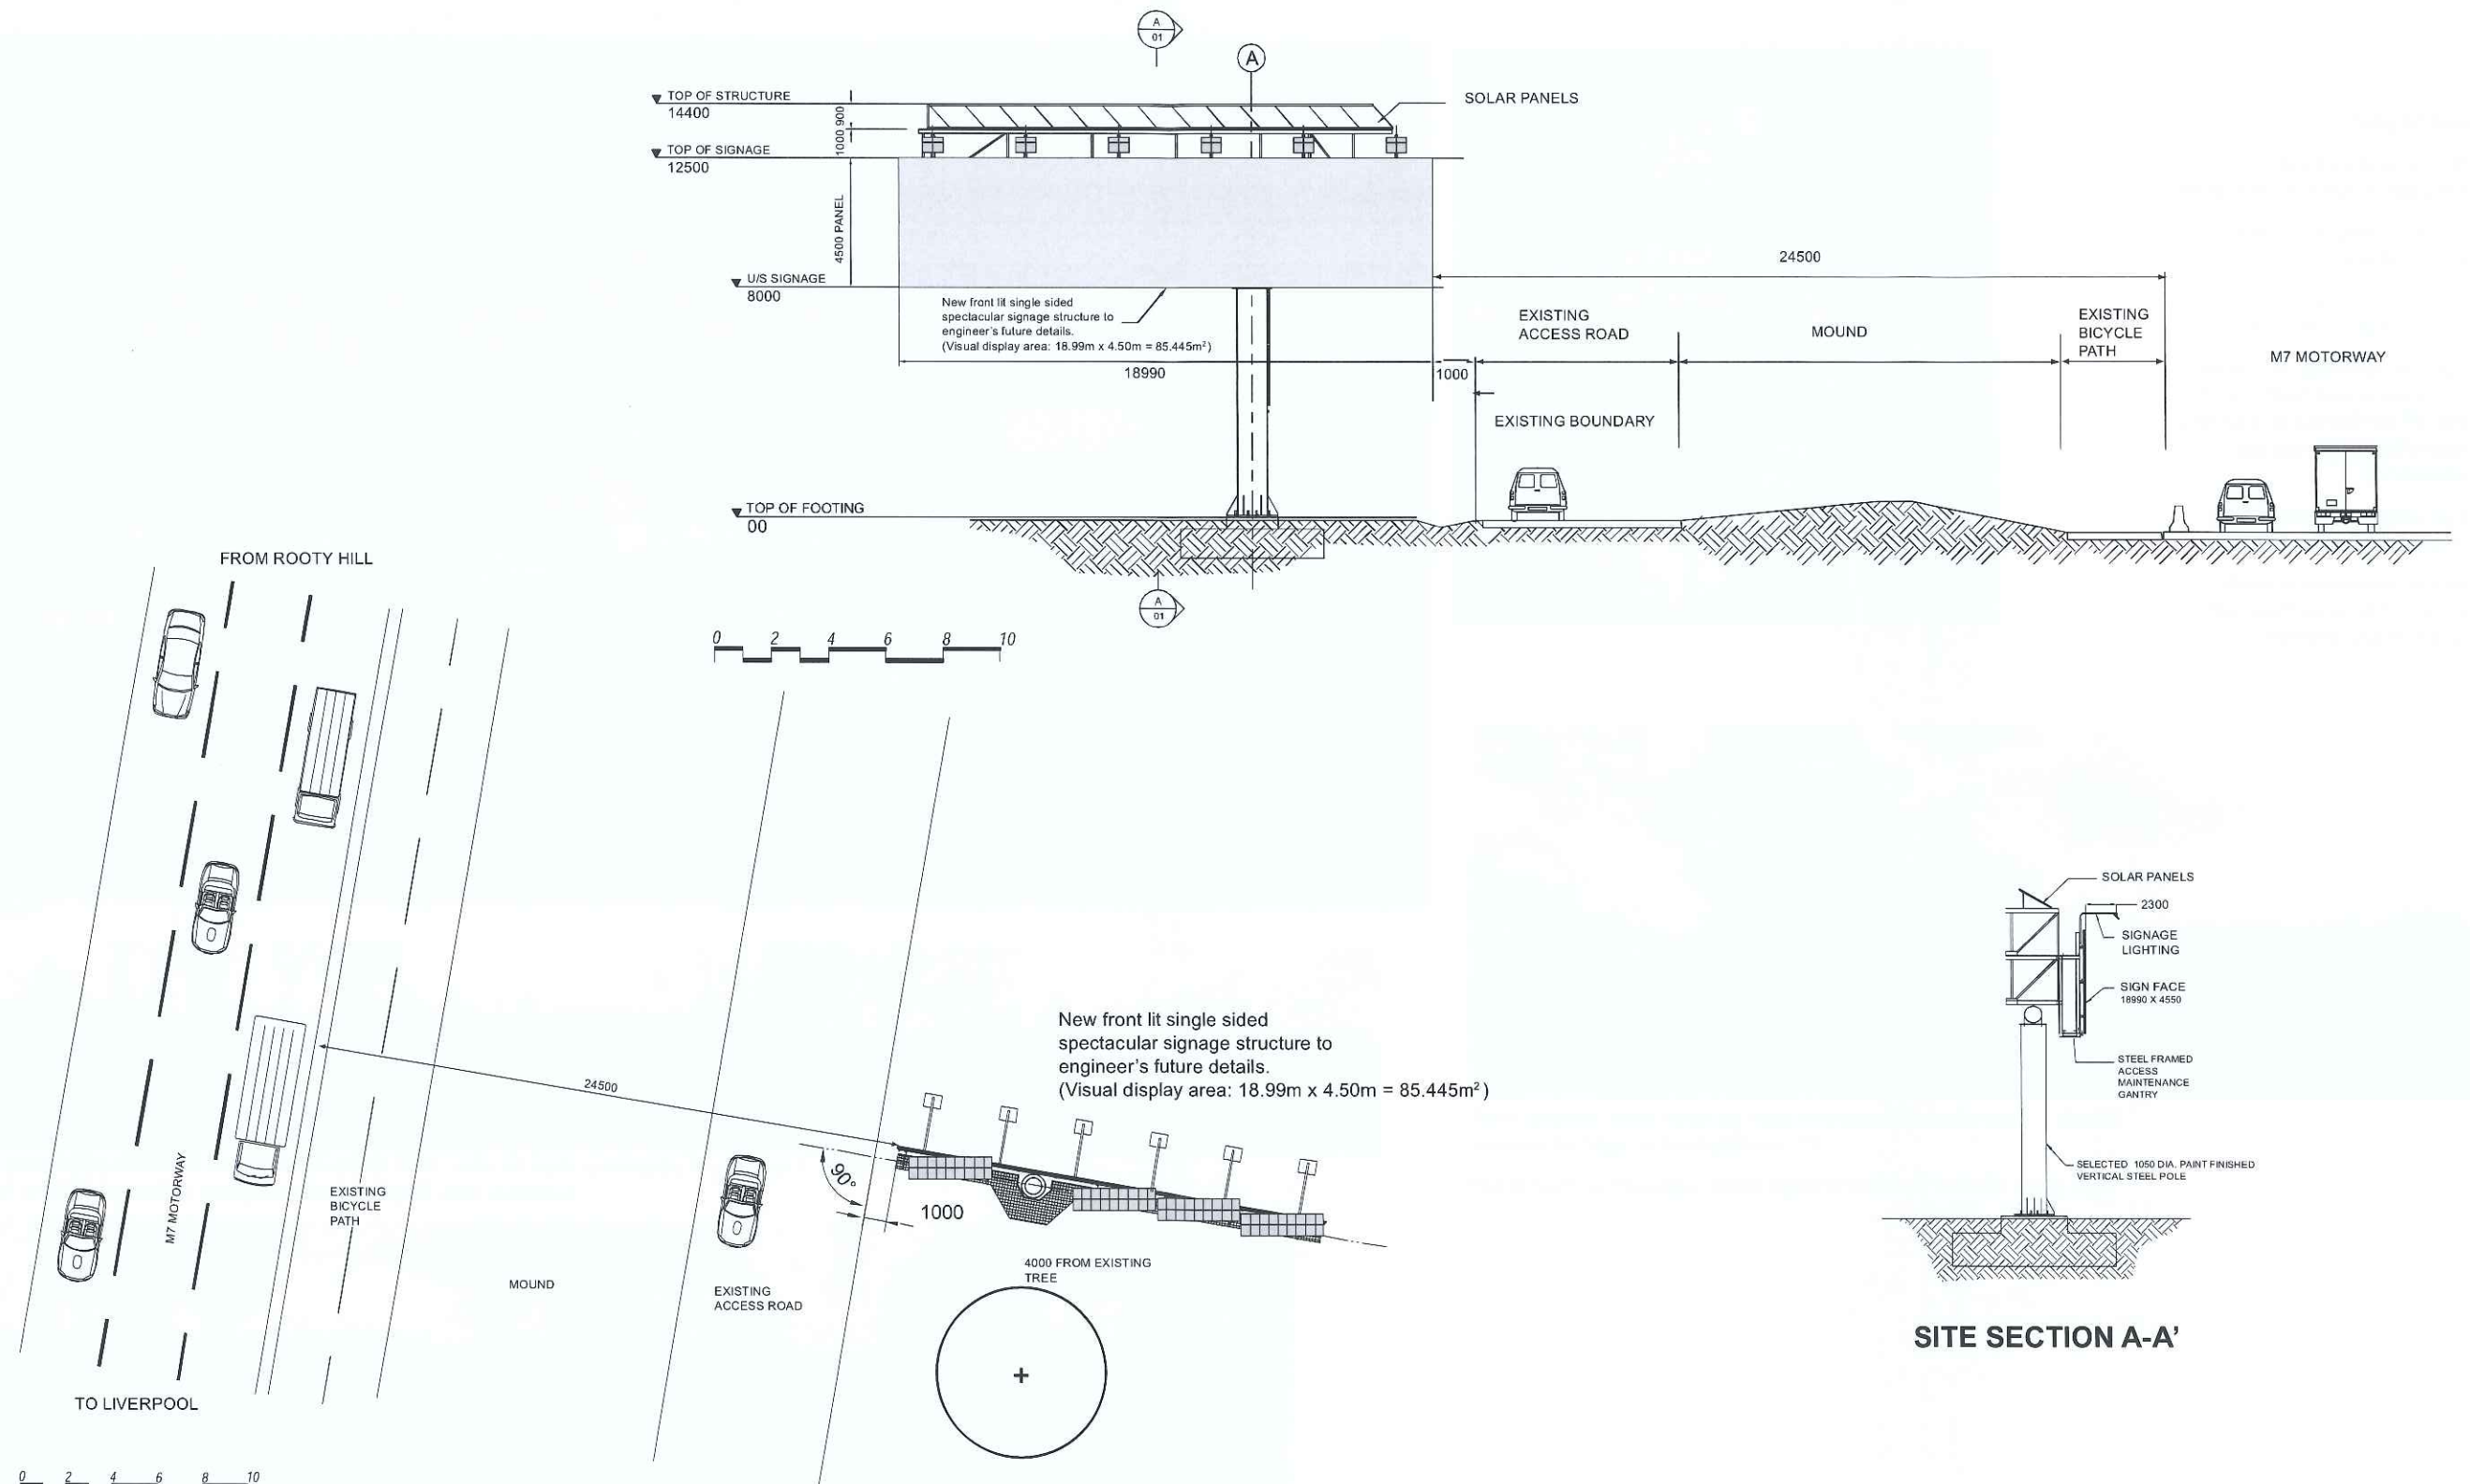 A
01
A
TOP OF STRUCTURE
14400
900
1000
SOLAR PANELS
TOP OF SIGNAGE
12500
4500 PANEL
U/S SIGNAGE
8000
New front lit single sided
spectacular signage structure to
engineer's future details.
(Visual display area: 18.99m x 4.50m = 85.445m²)
18990
1000
24500
EXISTING
ACCESS ROAD
MOUND
EXISTING
BICYCLE
PATH
M7 MOTORWAY
EXISTING BOUNDARY
TOP OF FOOTING
00
A
01
0 2 4 6 8 10
FROM ROOTY HILL
24500
New front lit single sided
spectacular signage structure to
engineer's future details.
(Visual display area: 18.99m x 4.50m = 85.445m²)
90°
1000
M7 MOTORWAY
EXISTING
BICYCLE
PATH
MOUND
EXISTING
ACCESS ROAD
4000 FROM EXISTING
TREE
TO LIVERPOOL
0 2 4 6 8 10
SOLAR PANELS
2300
SIGNAGE
LIGHTING
SIGN FACE
18990 X 4550
STEEL FRAMED
ACCESS
MAINTENANCE
GANTRY
SELECTED 1050 DIA. PAINT FINISHED
VERTICAL STEEL POLE
SITE SECTION A-A'